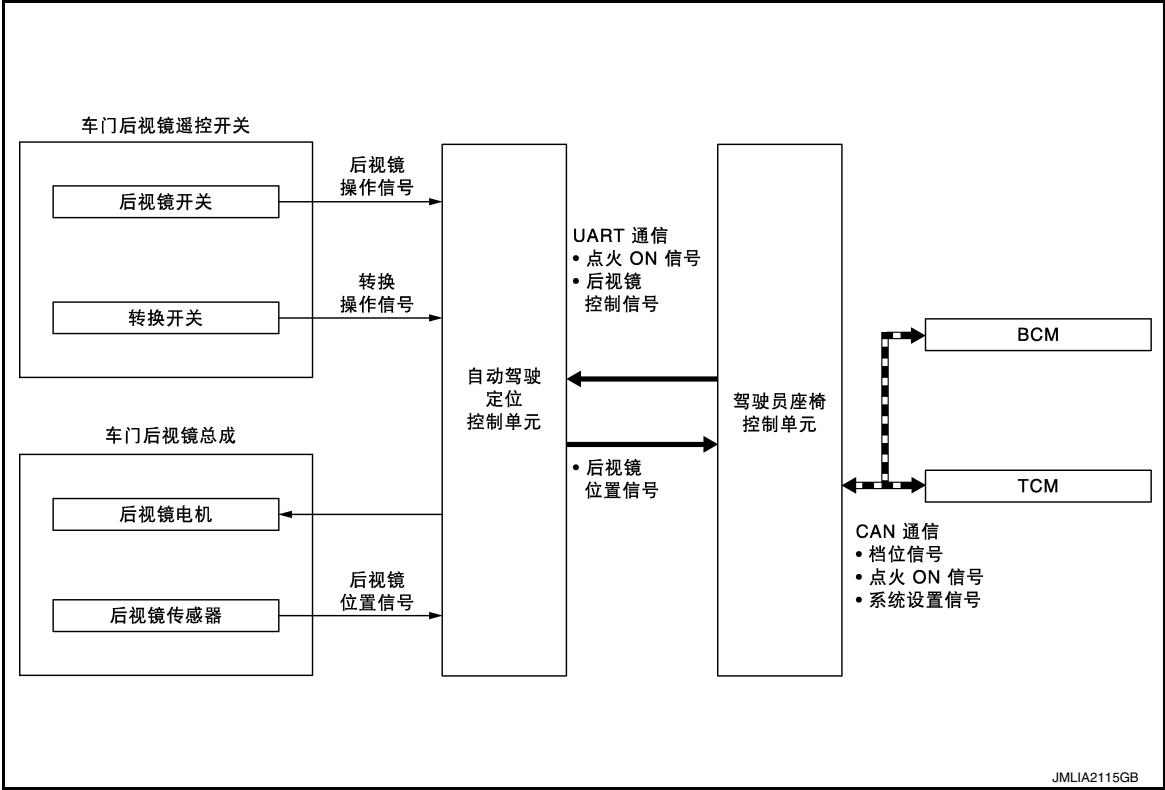 车门后视镜遥控开关
后视镜开关
转换开关
后视镜
操作信号
转换
操作信号
车门后视镜总成
后视镜电机
后视镜传感器
后视镜
位置信号
自动驾驶
定位
控制单元
UART 通信
• 点火 ON 信号
• 后视镜
控制信号
• 后视镜
位置信号
驾驶员座椅
控制单元
BCM
TCM
CAN 通信
• 档位信号
• 点火 ON 信号
• 系统设置信号
JMLIA2115GB